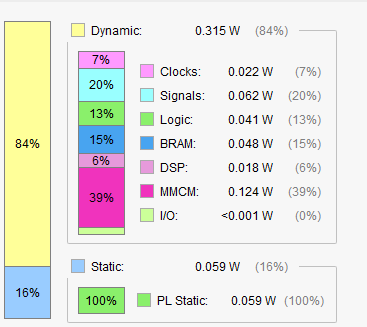 Dynamic: 0.315 W (84%)
7%
Clocks: 0.022 W (7%)
20%
Signals: 0.062 W (20%)
13%
Logic: 0.041 W (13%)
84%
15%
BRAM: 0.048 W (15%)
6%
DSP: 0.018 W (6%)
39%
MMCM: 0.124 W (39%)
I/O: <0.001 W (0%)
16%
Static: 0.059 W (16%)
100%
PL Static: 0.059 W (100%)